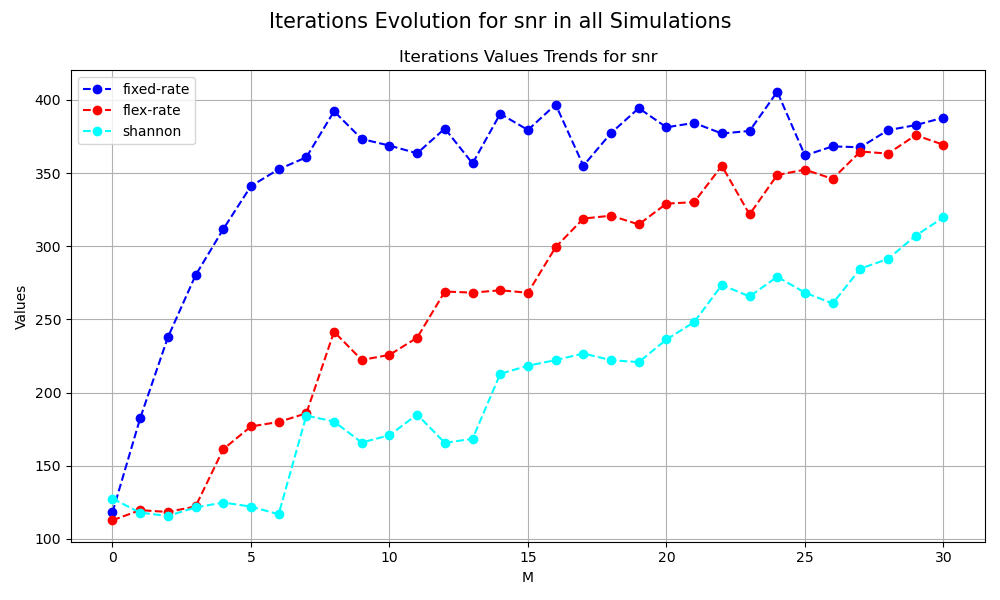 Iterations Evolution for snr in all Simulations
Iterations Values Trends for snr
fixed-rate
flex-rate
shannon
Values
400
350
300
250
200
150
100
0 5 10 15 20 25 30
M